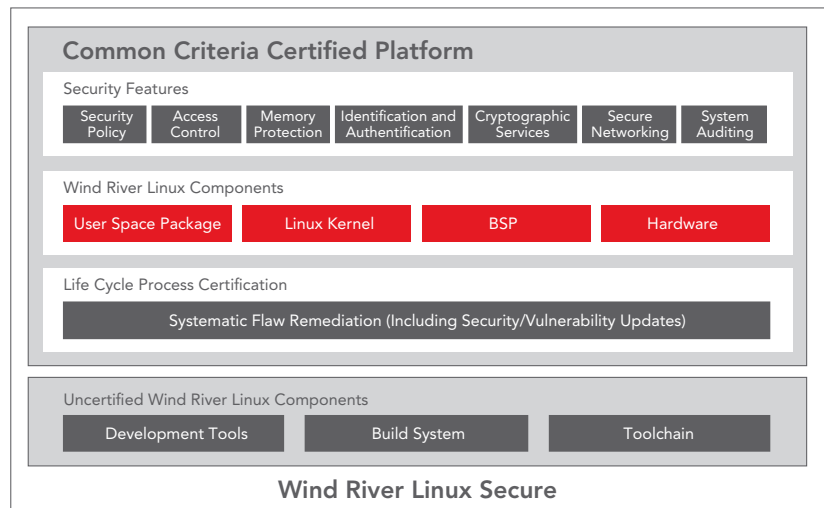 Common Criteria Certified Platform
Security Features
Security
Policy
Access
Control
Memory
Protection
Identification and
Authentification
Cryptographic
Services
Secure
Networking
System
Auditing
Wind River Linux Components
User Space Package
Linux Kernel
BSP
Hardware
Life Cycle Process Certification
Systematic Flaw Remediation (Including Security/Vulnerability Updates)
Uncertified Wind River Linux Components
Development Tools
Build System
Toolchain
Wind River Linux Secure